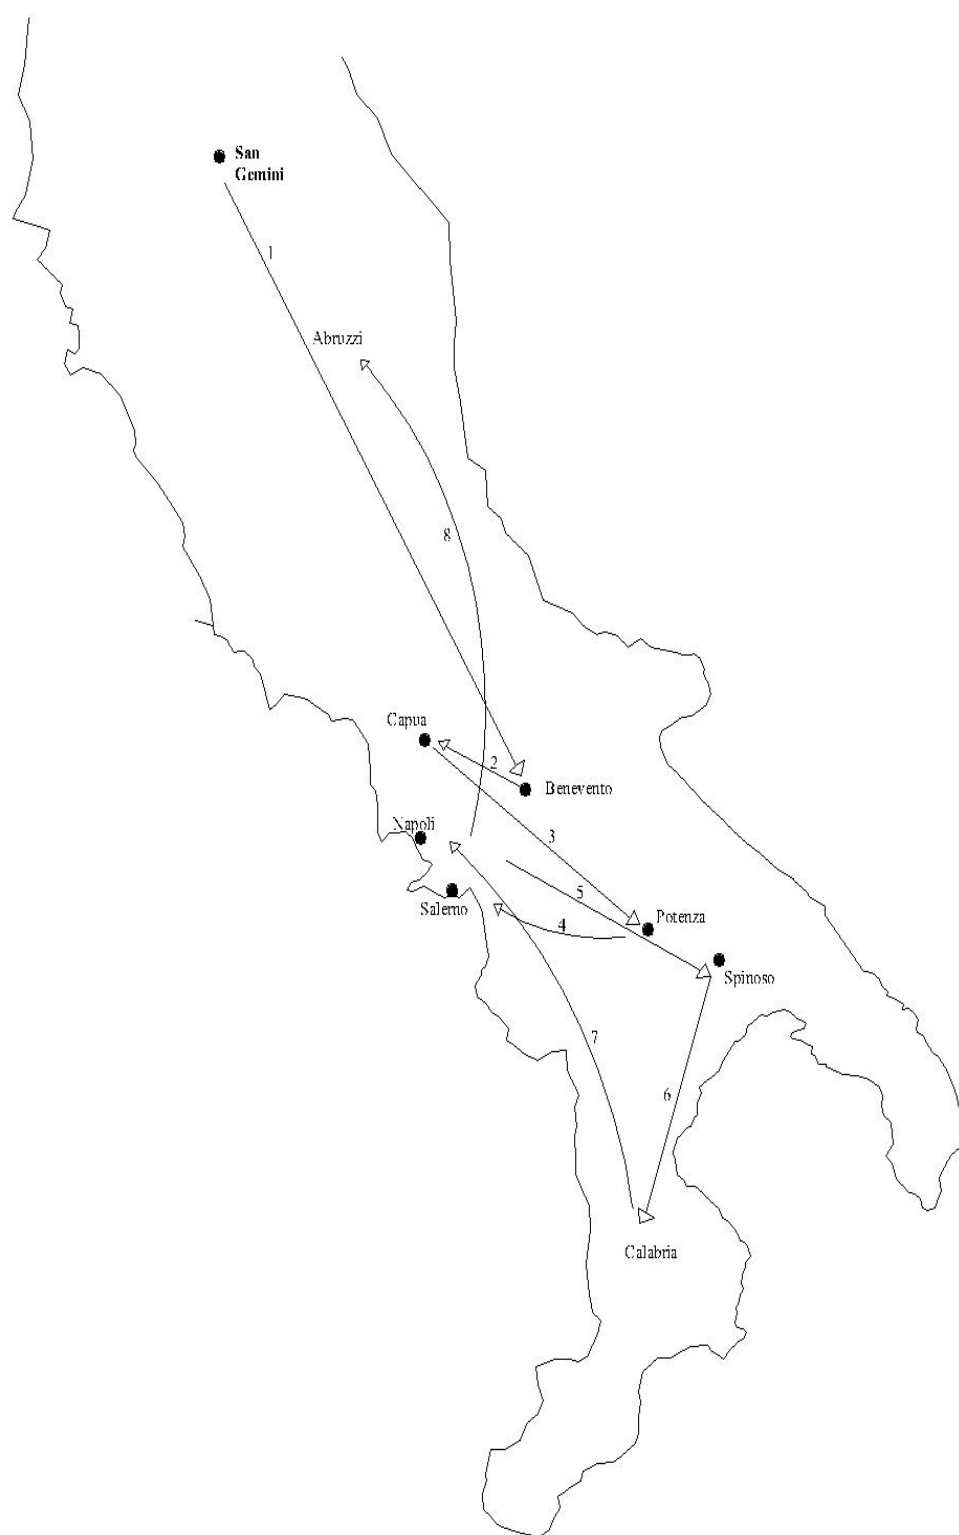 San
Gemini
1
Abruzzi
8
Capua
2
Benevento
Napoli
3
5
Salerno
4
Potenza
Spinoso
7
6
Calabria